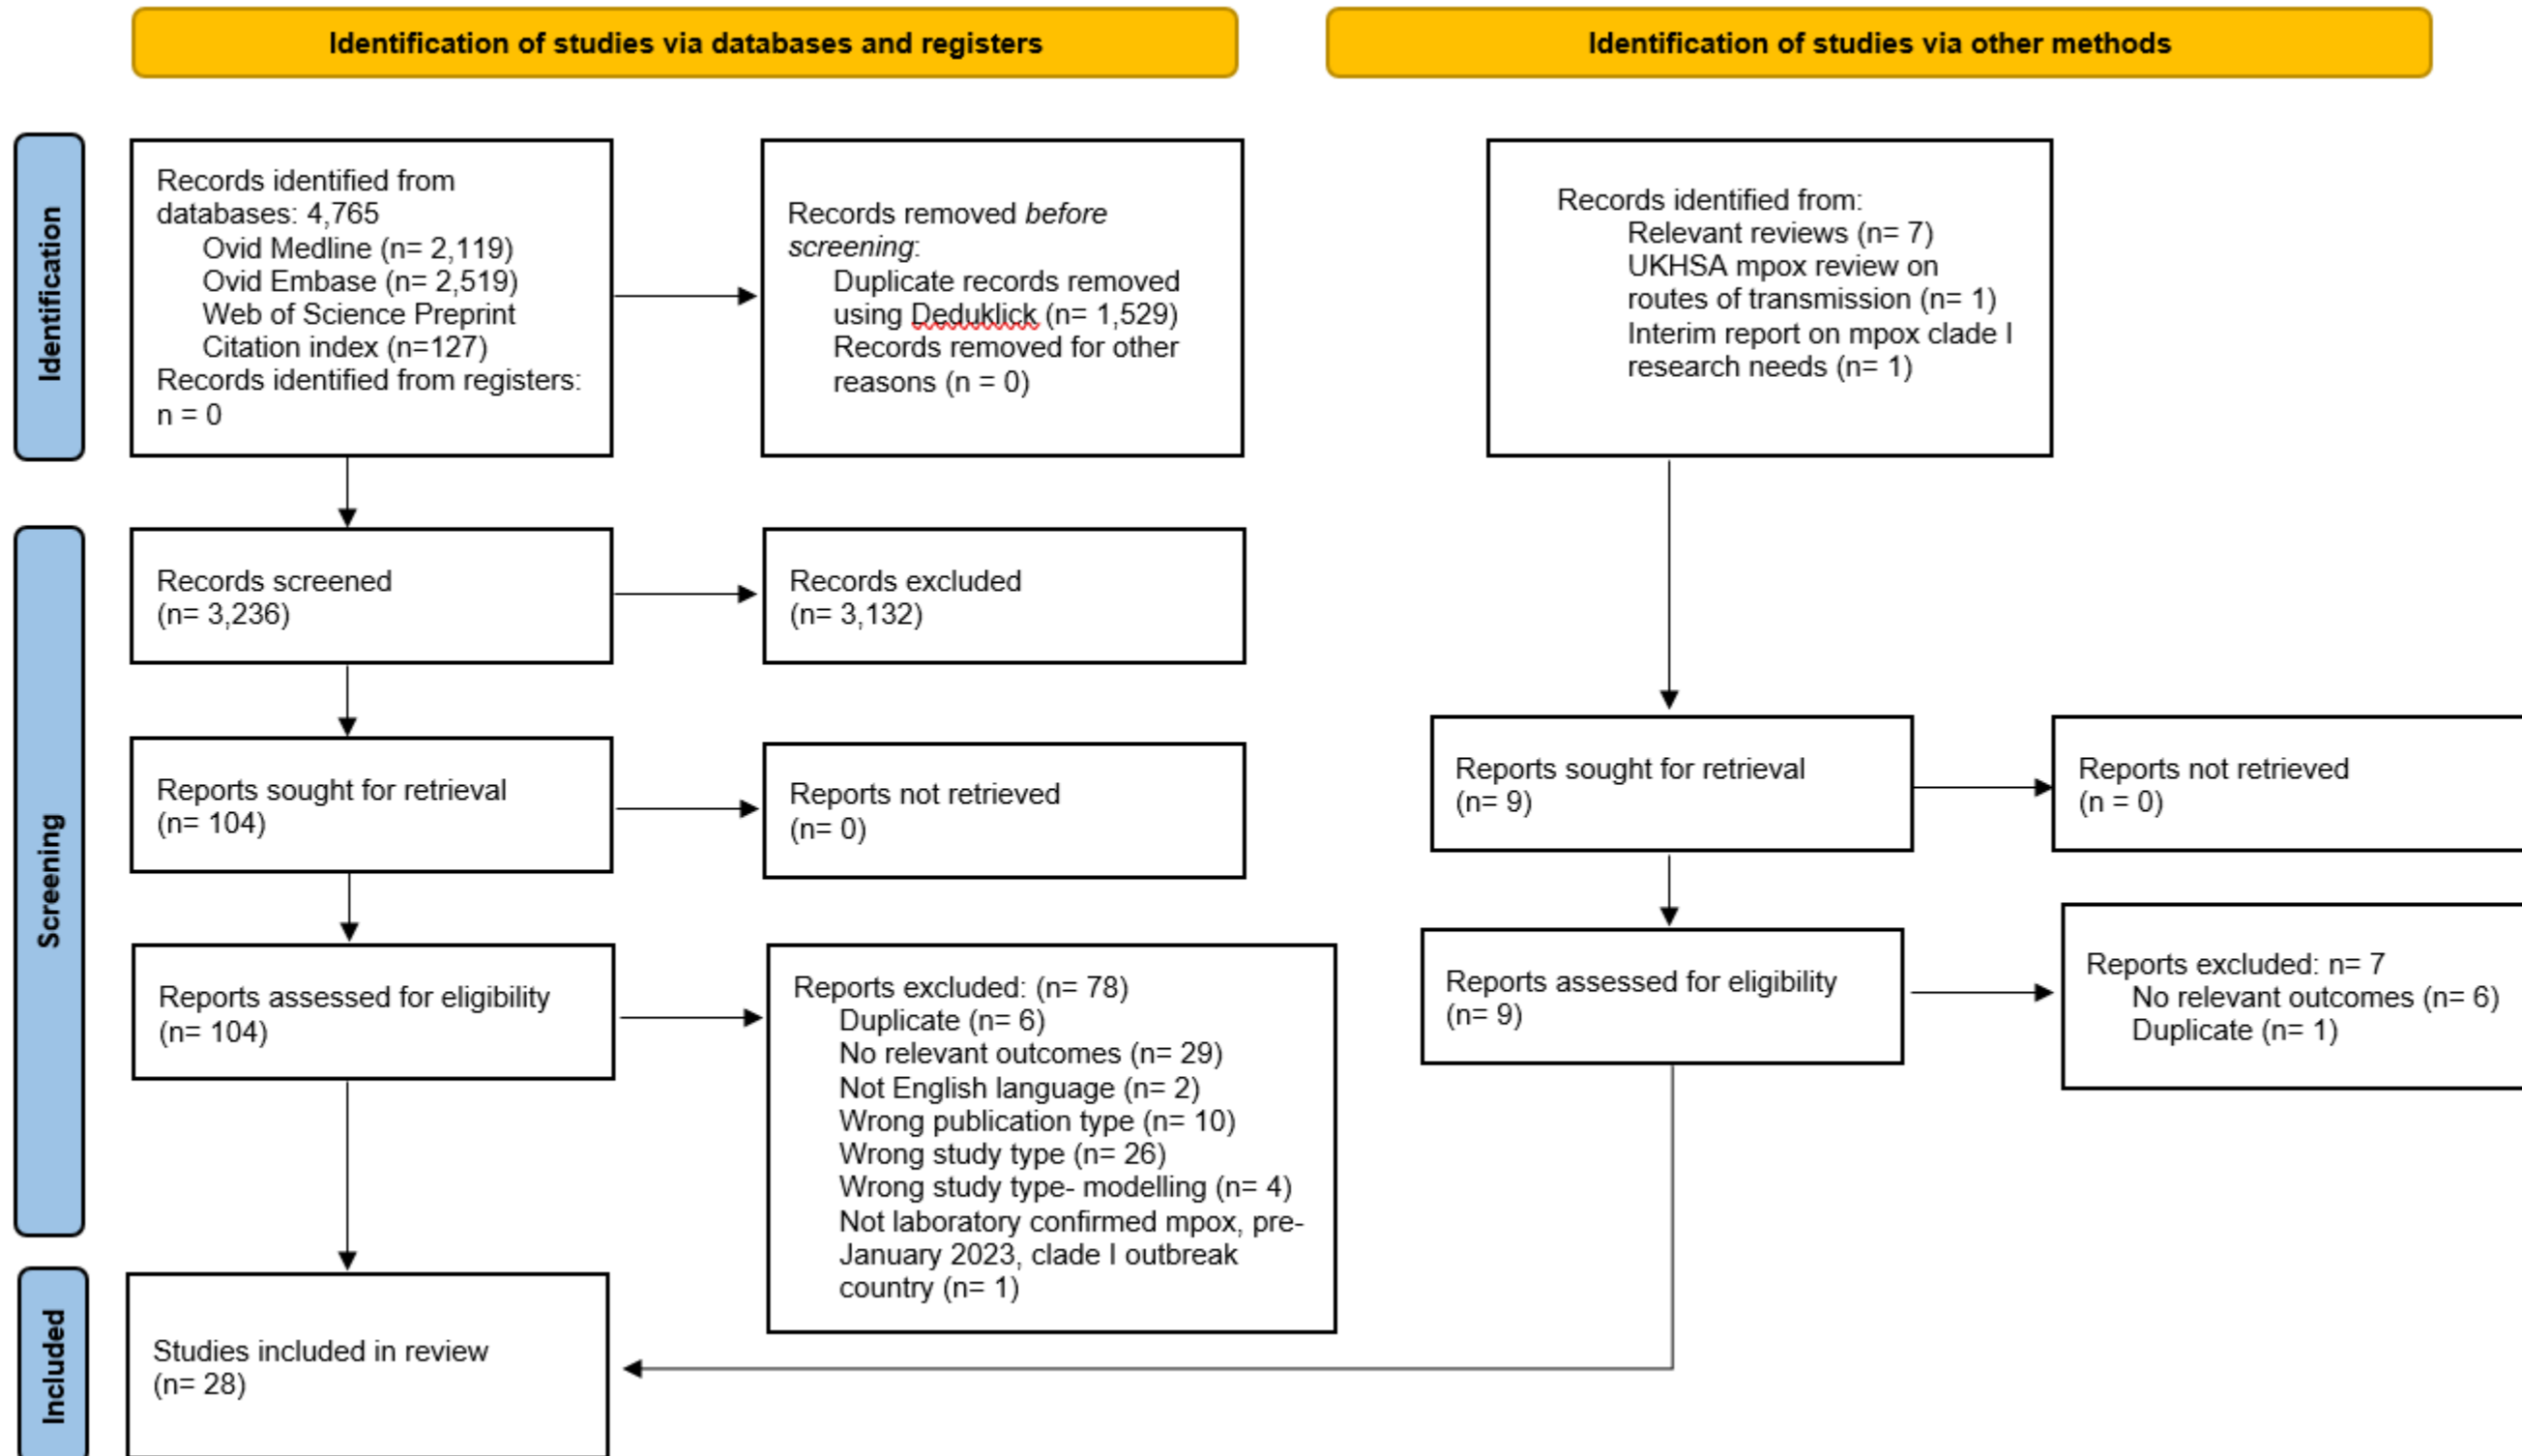 Identification of studies via databases and registers
Identification of studies via other methods
Identification
Records identified from
databases: 4,765
Ovid Medline (n= 2,119)
Ovid Embase (n= 2,519)
Web of Science Preprint
Citation index (n=127)
Records identified from registers:
n = 0
Records removed before
screening:
Duplicate records removed
using Deduklick (n= 1,529)
Records removed for other
reasons (n = 0)
Records identified from:
Relevant reviews (n= 7)
UKHSA mpox review on
routes of transmission (n= 1)
Interim report on mpox clade I
research needs (n= 1)
Screening
Records screened
(n= 3,236)
Records excluded
(n= 3,132)
Reports sought for retrieval
(n= 104)
Reports not retrieved
(n= 0)
Reports sought for retrieval
(n= 9)
Reports not retrieved
(n = 0)
Reports assessed for eligibility
(n= 104)
Reports excluded: (n= 78)
Duplicate (n= 6)
No relevant outcomes (n= 29)
Not English language (n= 2)
Wrong publication type (n= 10)
Wrong study type (n= 26)
Wrong study type- modelling (n= 4)
Not laboratory confirmed mpox, pre-
January 2023, clade I outbreak
country (n= 1)
Reports assessed for eligibility
(n= 9)
Reports excluded: n= 7
No relevant outcomes (n= 6)
Duplicate (n= 1)
Included
Studies included in review
(n= 28)